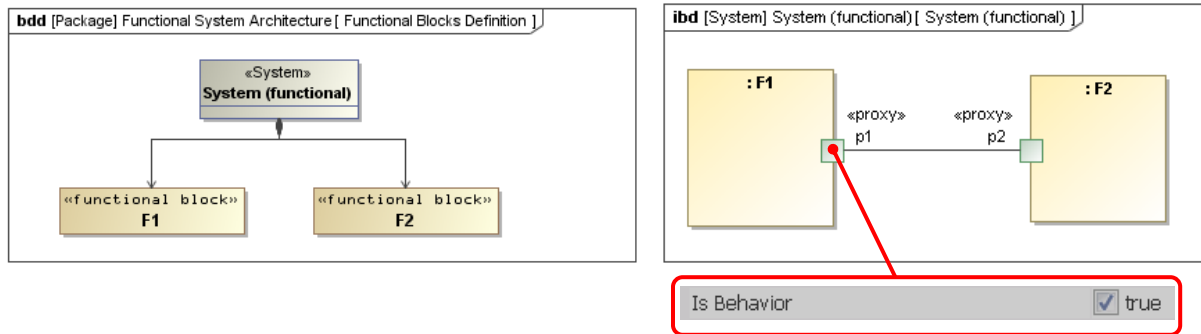 bdd [Package] Functional System Architecture [ Functional Blocks Definition ]
«System»
System (functional)
«functional block»
F1
«functional block»
F2
ibd [System] System (functional) [ System (functional) ]
: F1
: F2
«proxy»
p1
«proxy»
p2
Is Behavior true